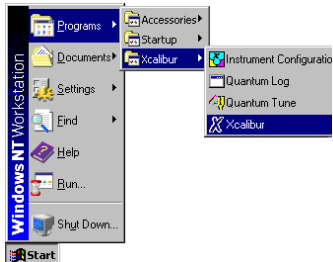 Programs
Documents
Settings
Find
Help
Run...
Shut Down...
Windows NT Workstation
Start
Accessories
Startup
Xcalibur
Instrument Configuratio
Quantum Log
Quantum Tune
Xcalibur